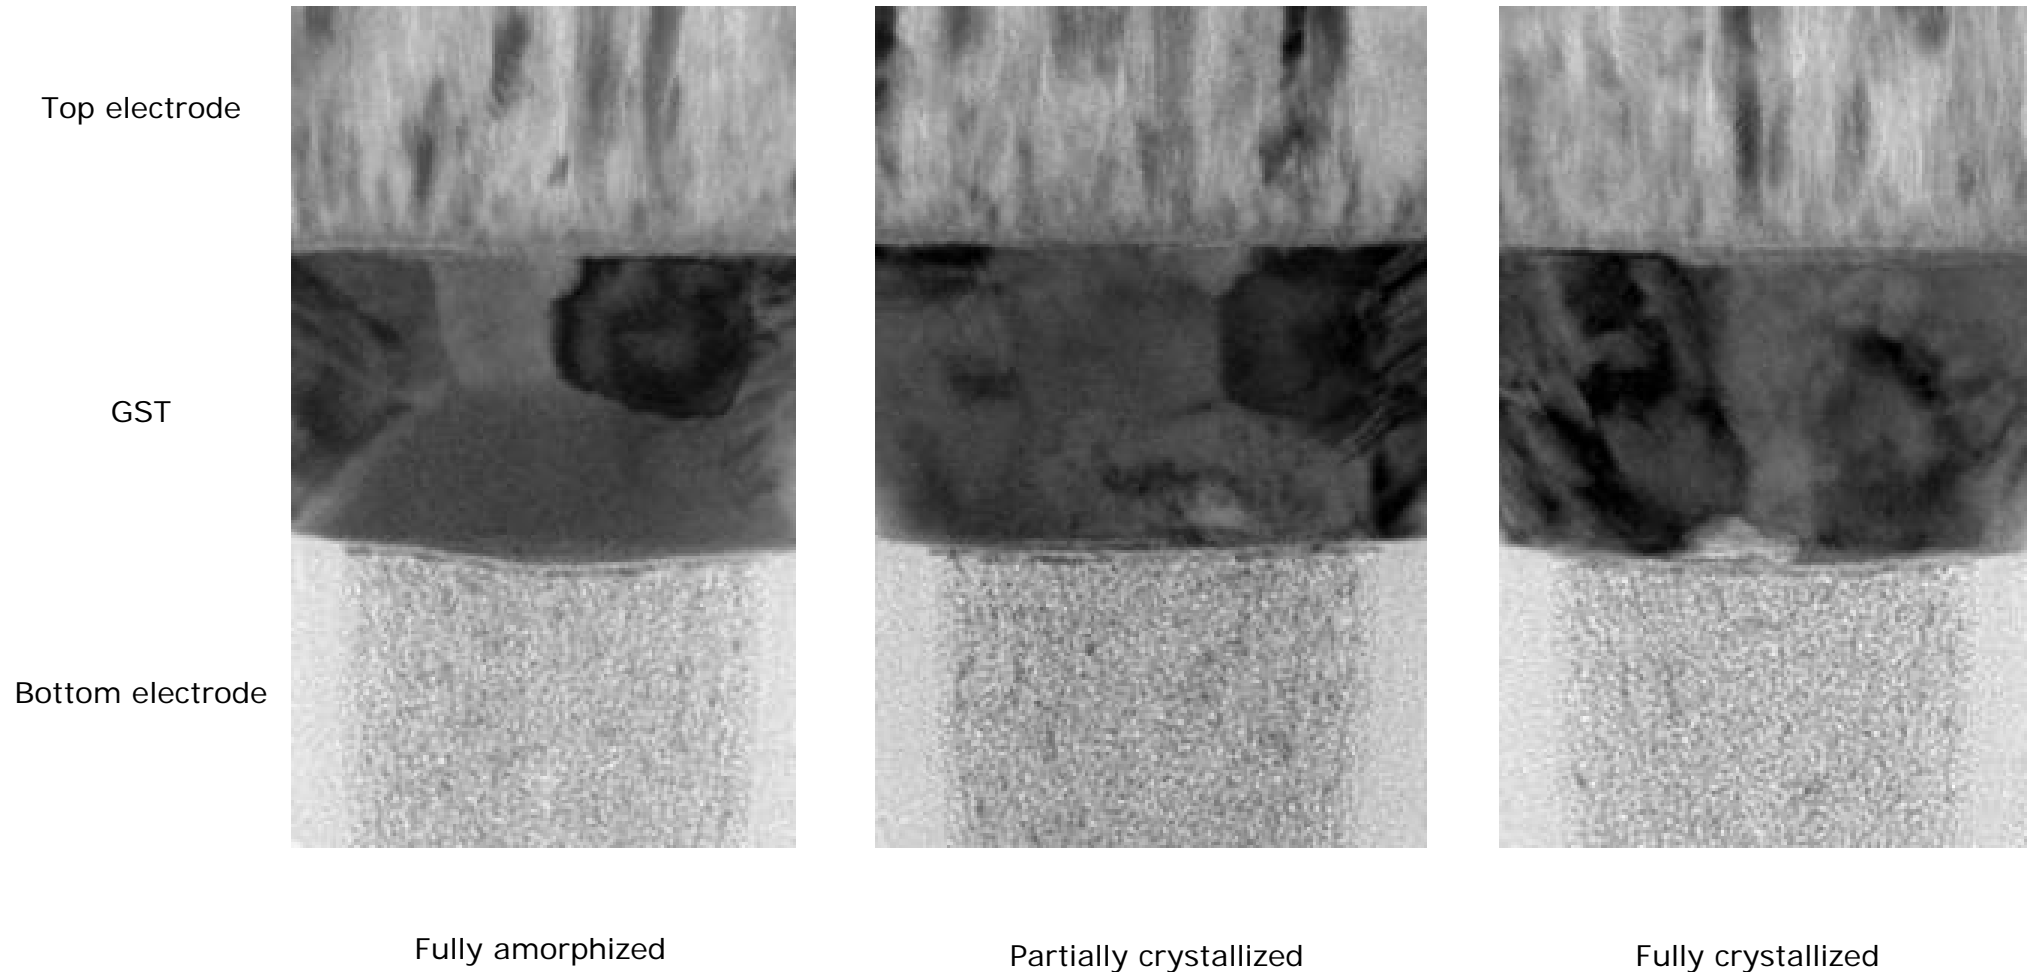 Top electrode
GST
Bottom electrode
Fully amorphized
Partially crystallized
Fully crystallized